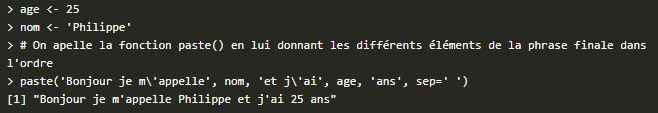 > age <- 25
> nom <- 'Philippe'
> # On apelle la fonction paste() en lui donnant les différents éléments de la phrase finale dans
l'ordre
> paste('Bonjour je m\'appelle', nom, 'et j\'ai', age, 'ans', sep=' ')
[1] "Bonjour je m'appelle Philippe et j'ai 25 ans"